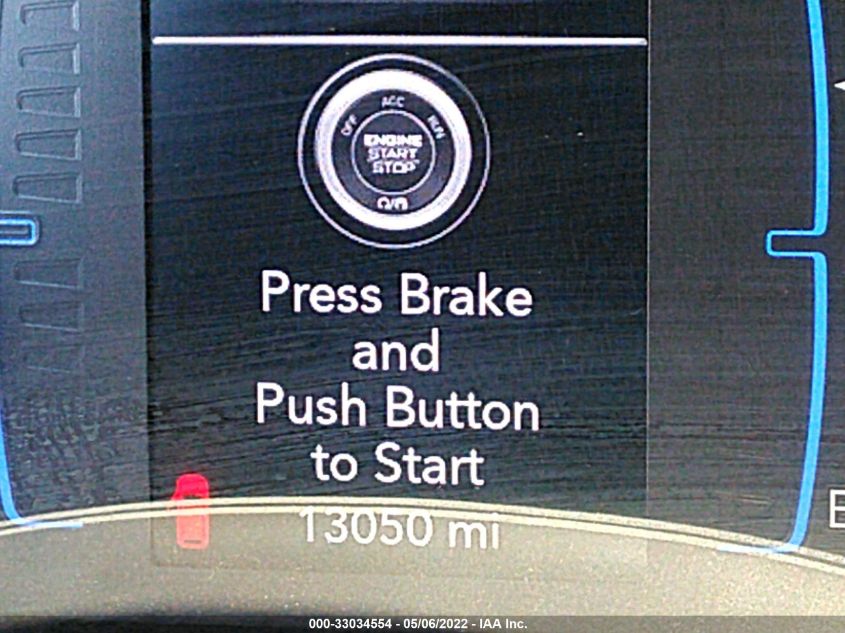 OFF ACC RUN
ENGINE
START
STOP
Press Brake
and
Push Button
to Start
13050 mi
E
000-33034554 - 05/06/2022 - IAA Inc.